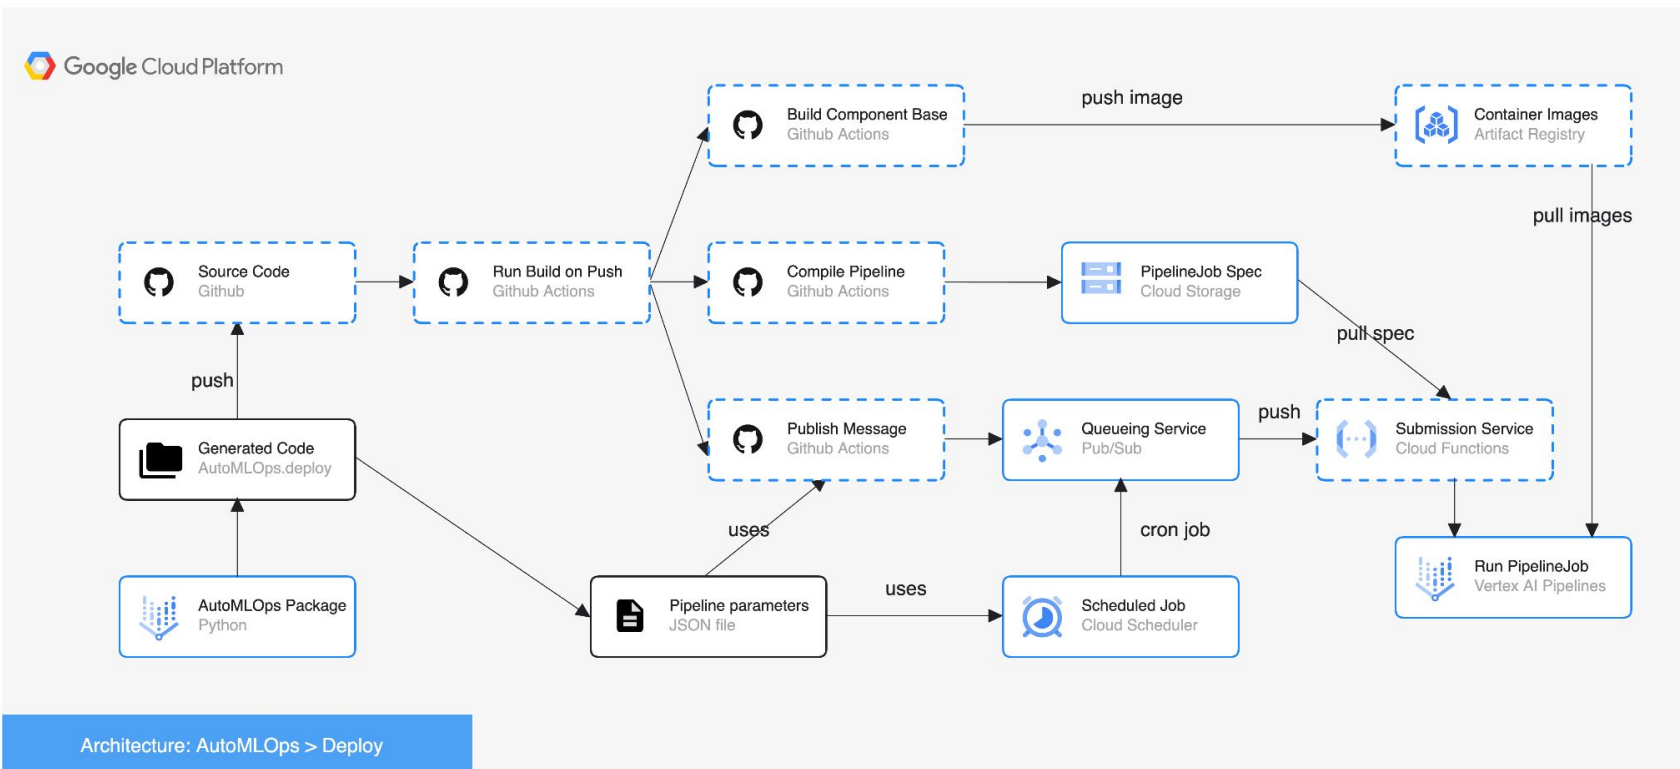 Google Cloud Platform
Build Component Base
Github Actions
push image
Container Images
Artifact Registry
pull images
Source Code
Github
Run Build on Push
Github Actions
Compile Pipeline
Github Actions
PipelineJob Spec
Cloud Storage
pull spec
push
Generated Code
AutoMLOps.deploy
Publish Message
Github Actions
Queueing Service
Pub/Sub
push
Submission Service
Cloud Functions
uses
cron job
AutoMLOps Package
Python
Pipeline parameters
JSON file
uses
Scheduled Job
Cloud Scheduler
Run PipelineJob
Vertex AI Pipelines
Architecture: AutoMLOps > Deploy